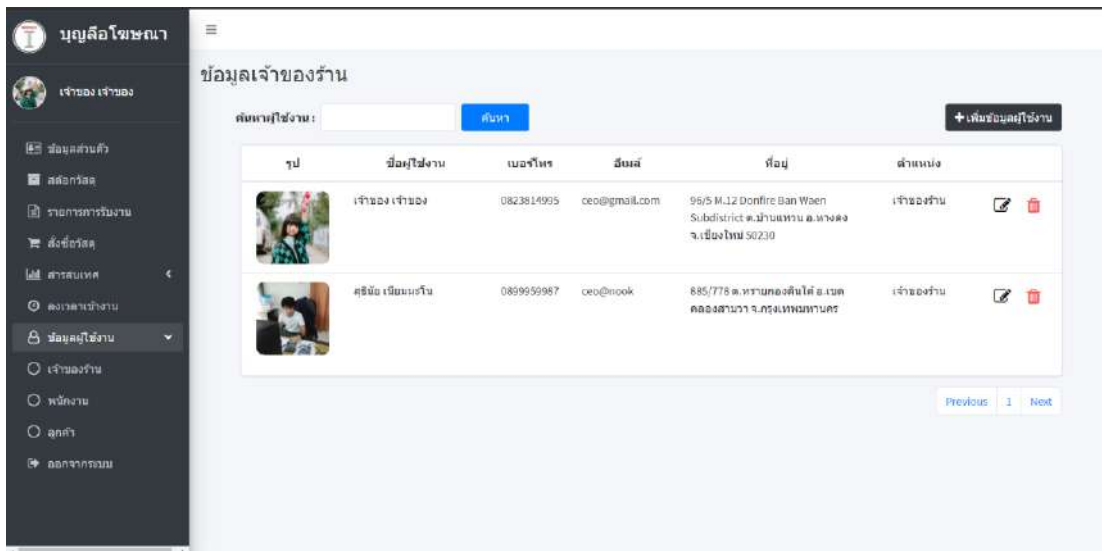 บุญลือโฆษณา
เจ้าของ เจ้าของ
ข้อมูลส่วนตัว
สต๊อกวัสดุ
รายการการรับงาน
สั่งซื้อวัสดุ
สารสนเทศ
ลงเวลาเข้างาน
ข้อมูลผู้ใช้งาน
เจ้าของร้าน
พนักงาน
ลูกค้า
ออกจากระบบ
ข้อมูลเจ้าของร้าน
ค้นหาผู้ใช้งาน :
ค้นหา
+ เพิ่มข้อมูลผู้ใช้งาน
รูป ชื่อผู้ใช้งาน เบอร์โทร อีเมล์ ที่อยู่ ตำแหน่ง
เจ้าของ เจ้าของ 0823814995 ceo@gmail.com 96/5 M.12 Donfire Ban Waen เจ้าของร้าน
Subdistrict ต.บ้านแหวน อ.หางดง
จ.เชียงใหม่ 50230
0899959987 ceo@nook 885/778 ต.ทรายกองดินใต้ อ.เขต เจ้าของร้าน
คลองสามวา จ.กรุงเทพมหานคร
Previous 1 Next